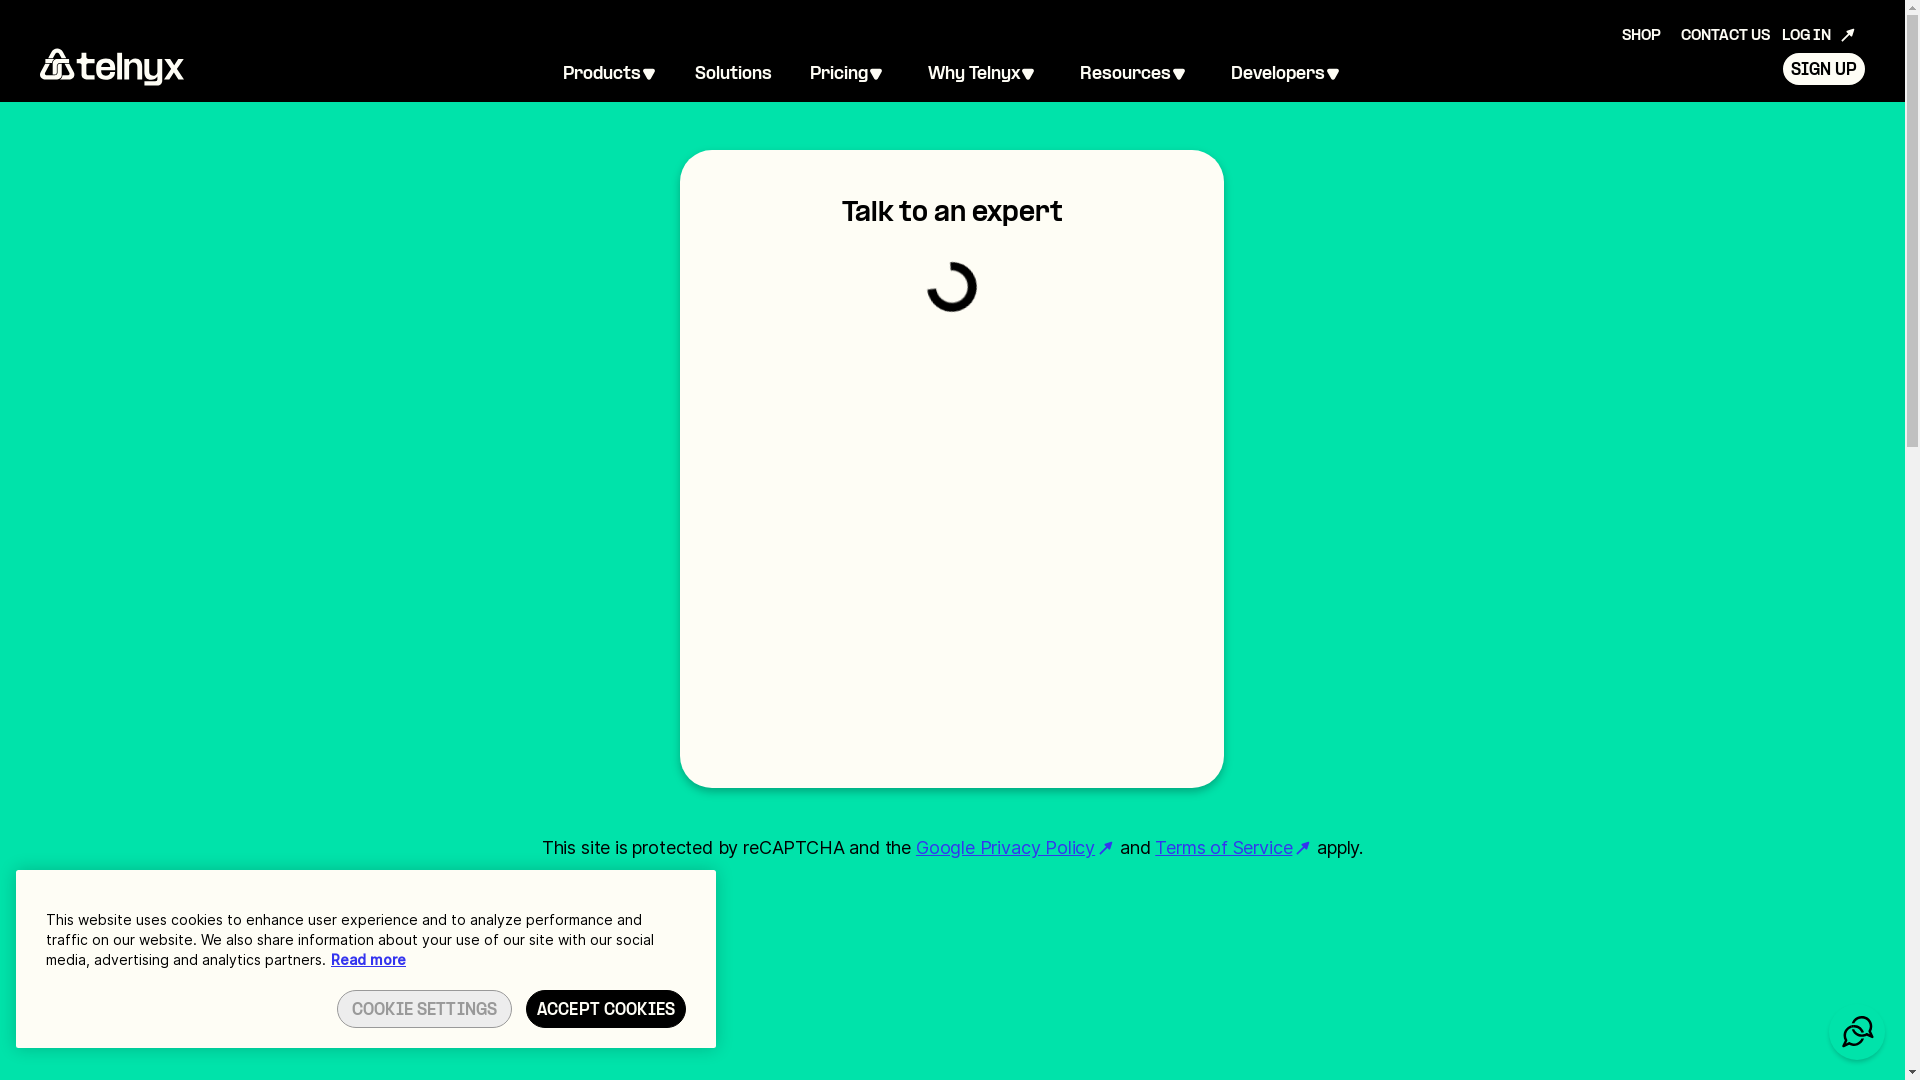 SHOP CONTACT US LOG IN
telnyx Products Solutions Pricing Why Telnyx Resources Developers SIGN UP
Talk to an expert
This site is protected by reCAPTCHA and the Google Privacy Policy and Terms of Service apply.
This website uses cookies to enhance user experience and to analyze performance and
traffic on our website. We also share information about your use of our site with our social
media, advertising and analytics partners. Read more
COOKIE SETTINGS ACCEPT COOKIES